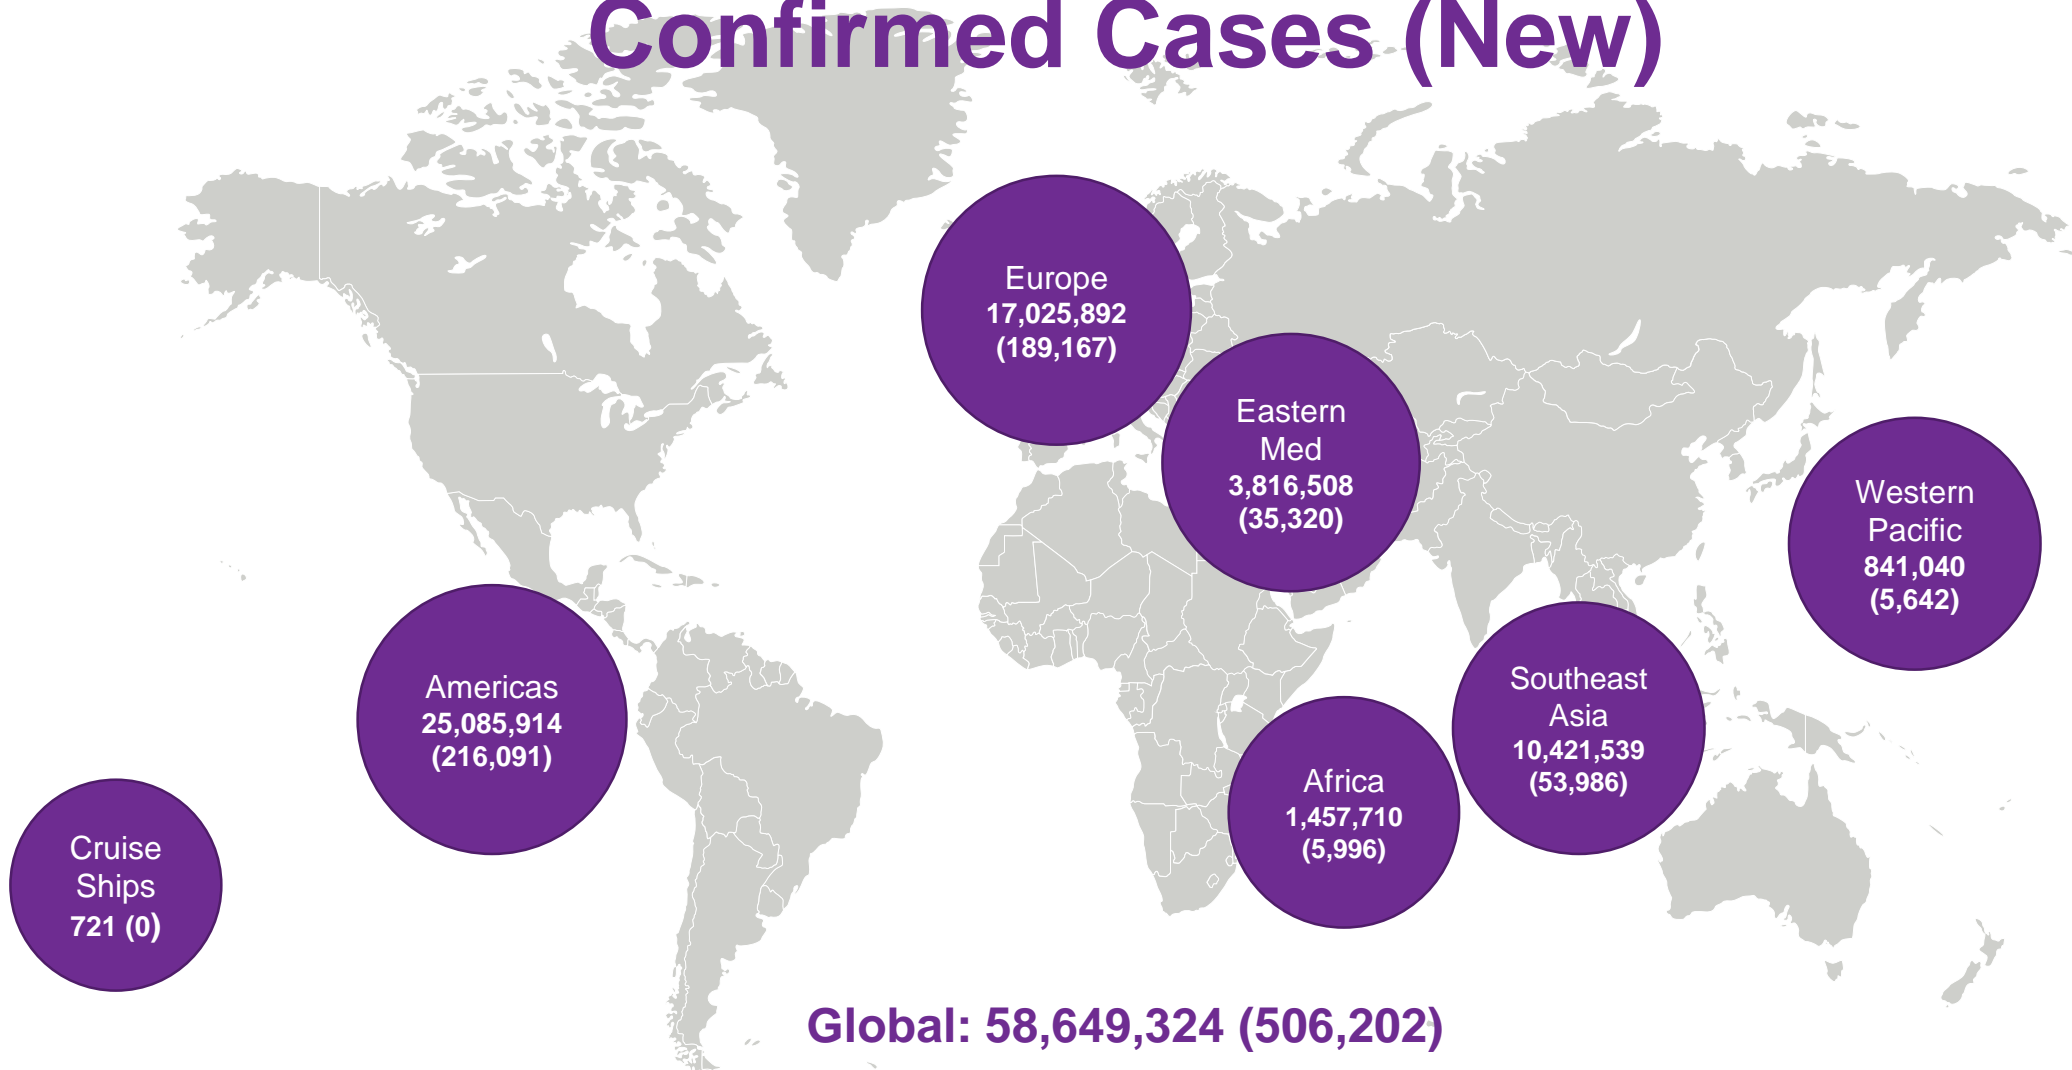 Confirmed Cases (New)
Europe
17,025,892
(189,167)
Eastern
Med
3,816,508
(35,320)
Western
Pacific
841,040
(5,642)
Americas
25,085,914
(216,091)
Southeast
Asia
10,421,539
(53,986)
Africa
1,457,710
(5,996)
Cruise
Ships
721 (0)
Global: 58,649,324 (506,202)